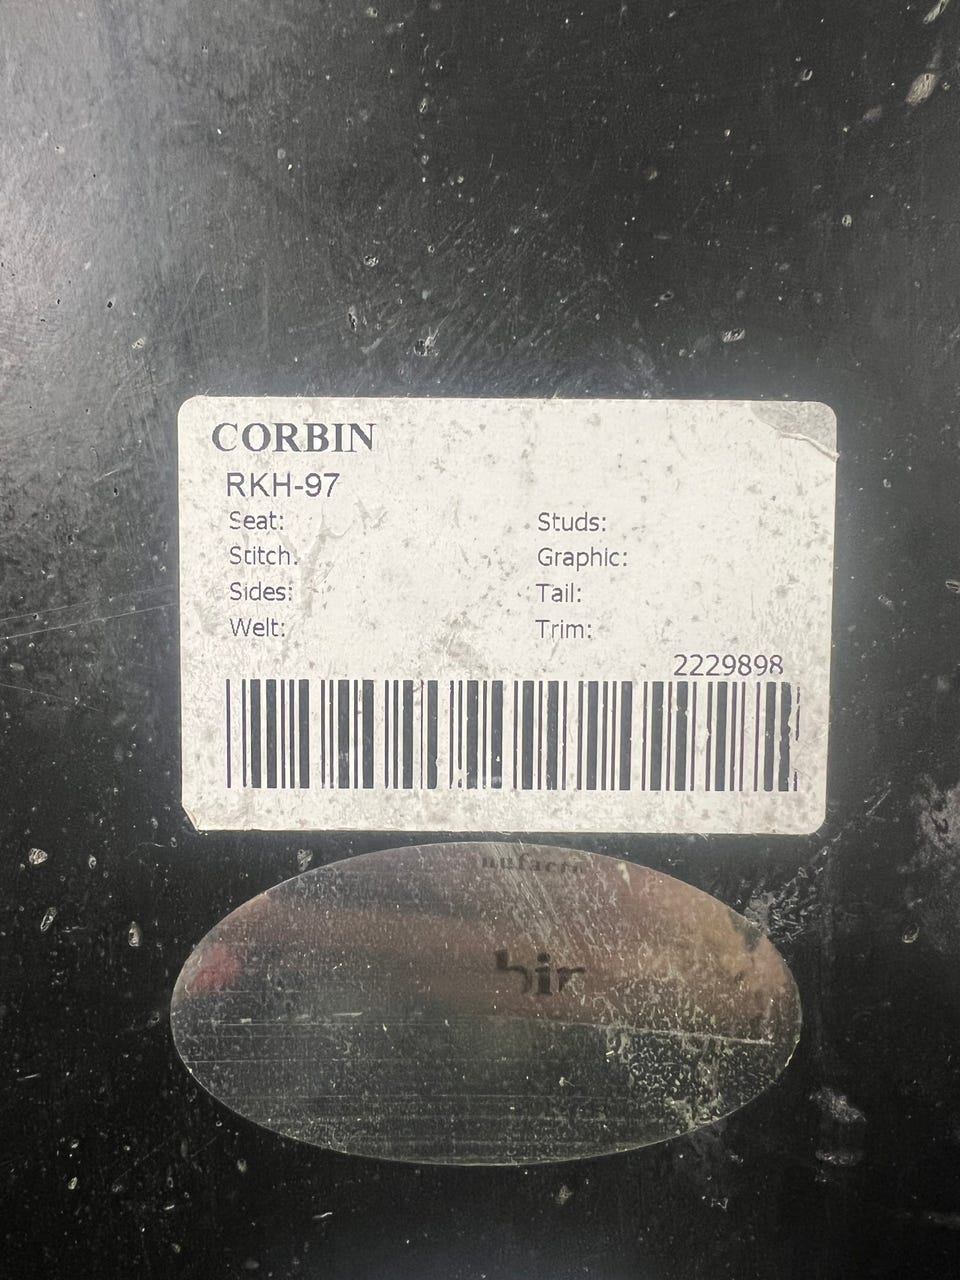 CORBIN
RKH-97
Seat: Studs:
Stitch: Graphic:
Sides: Tail:
Welt: Trim:
2229898